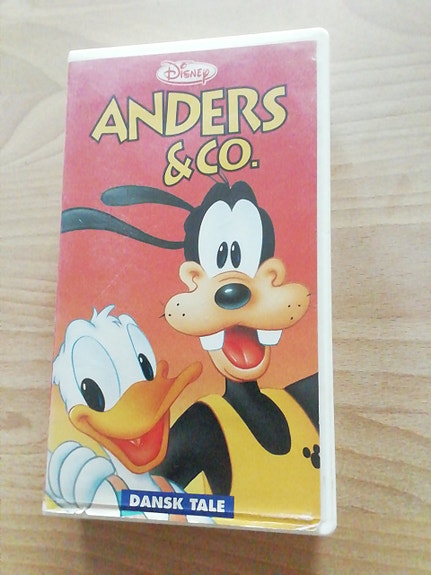 Disney
ANDERS
& CO.
DANSK TALE